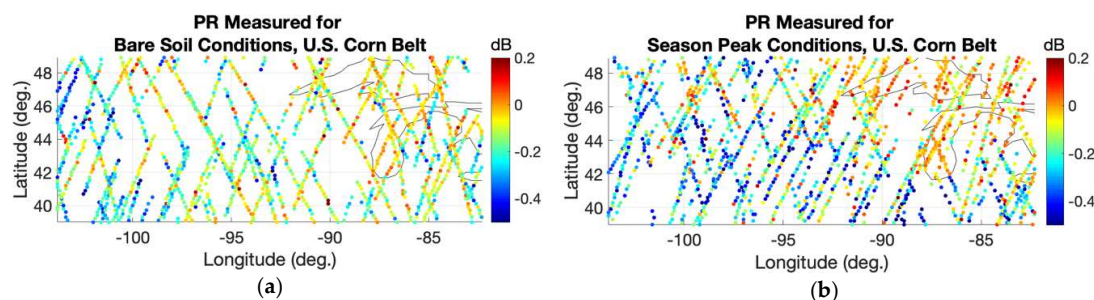 PR Measured for
Bare Soil Conditions, U.S. Corn Belt
dB
0.2
0
-0.2
-0.4
48
46
44
42
40
Latitude (deg.)
-100
-95
-90
-85
Longitude (deg.)
(a)
PR Measured for
Season Peak Conditions, U.S. Corn Belt
dB
0.2
0
-0.2
-0.4
48
46
44
42
40
Latitude (deg.)
-100
-95
-90
-85
Longitude (deg.)
(b)